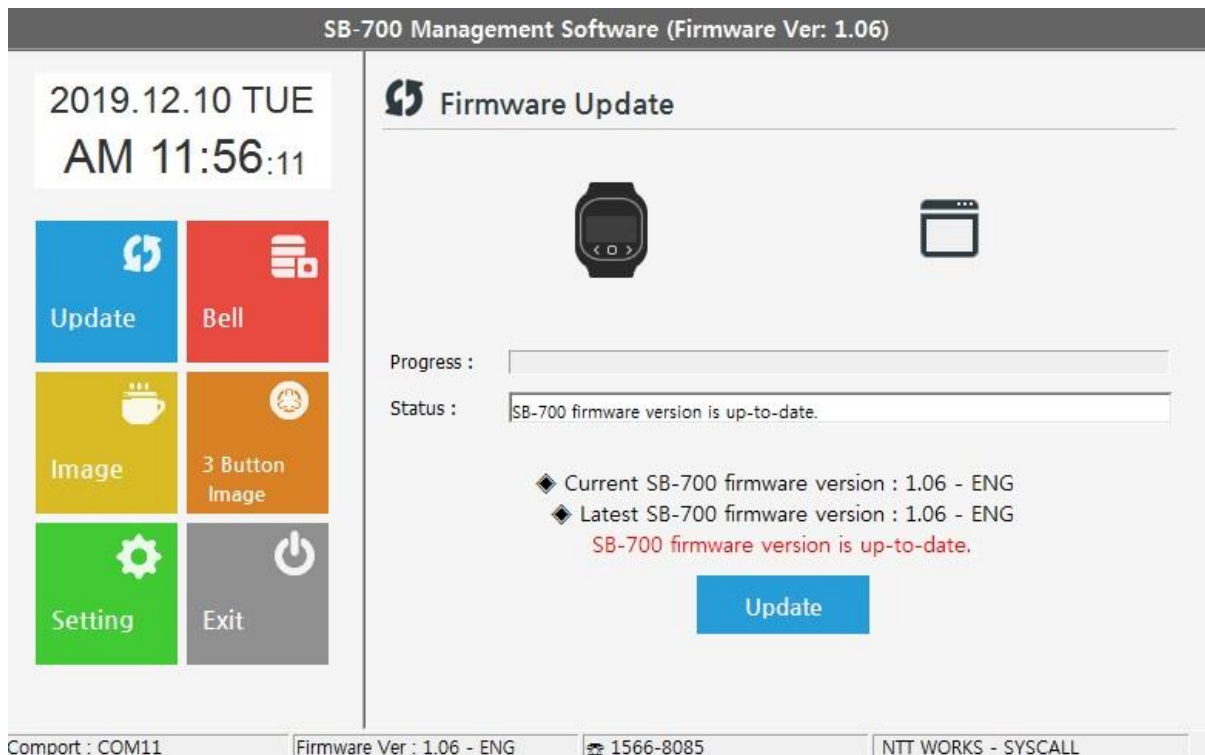 SB-700 Management Software (Firmware Ver: 1.06)
2019.12.10 TUE
AM 11:56:11
Update
Bell
Image
3 Button
Image
Setting
Exit
Firmware Update
Progress :
Status :
SB-700 firmware version is up-to-date.
◈ Current SB-700 firmware version : 1.06 - ENG
◈ Latest SB-700 firmware version : 1.06 - ENG
SB-700 firmware version is up-to-date.
Update
Comport : COM11
Firmware Ver : 1.06 - ENG
☎ 1566-8085
NTT WORKS - SYSCALL